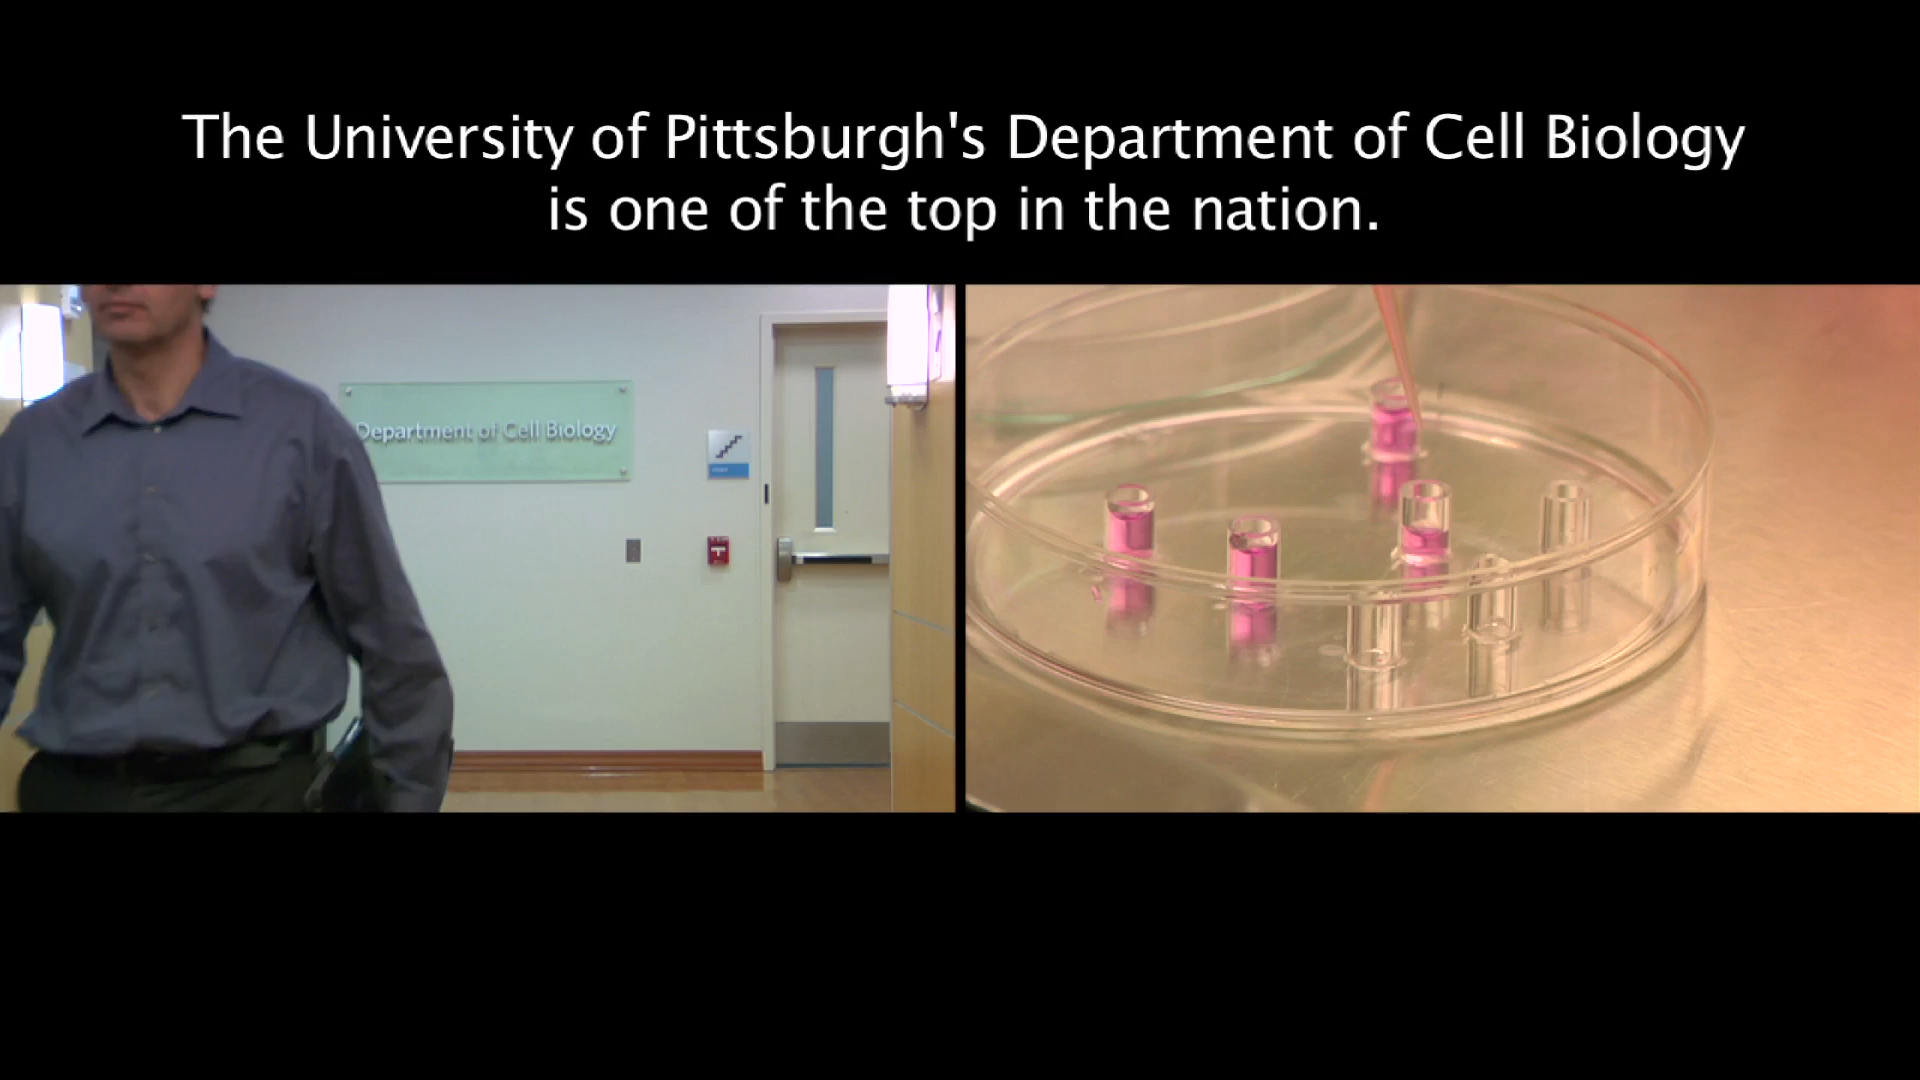 The University of Pittsburgh's Department of Cell Biology
is one of the top in the nation.
Department of Cell Biology